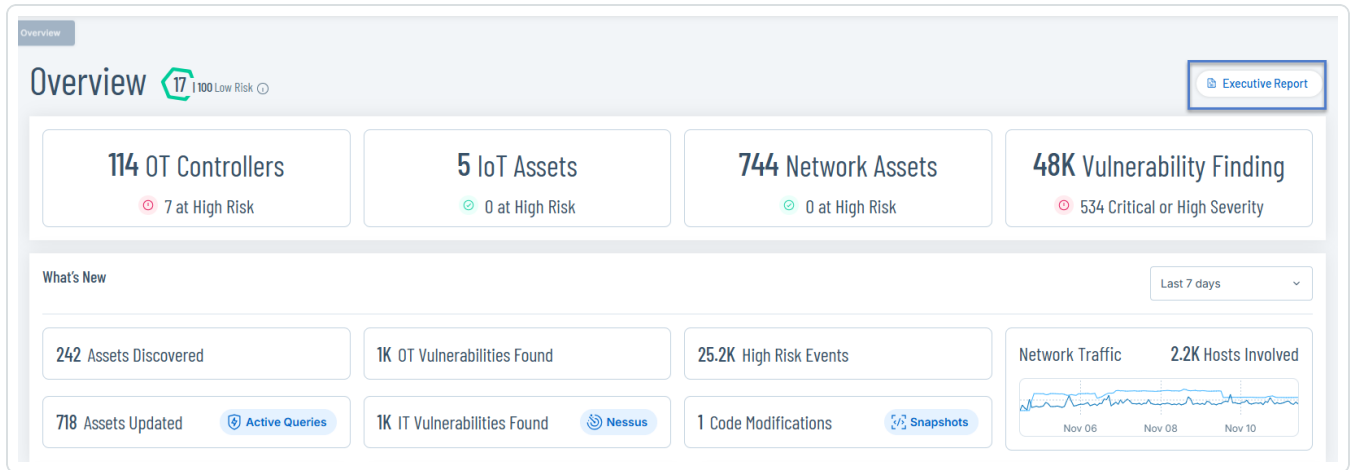 Overview
Overview 17 | 100 Low Risk
Executive Report
114 OT Controllers
7 at High Risk
5 IoT Assets
0 at High Risk
744 Network Assets
0 at High Risk
48K Vulnerability Finding
534 Critical or High Severity
What's New
Last 7 days
242 Assets Discovered
1K OT Vulnerabilities Found
25.2K High Risk Events
Network Traffic 2.2K Hosts Involved
718 Assets Updated Active Queries
1K IT Vulnerabilities Found Nessus
1 Code Modifications Snapshots
Nov 06 Nov 08 Nov 10